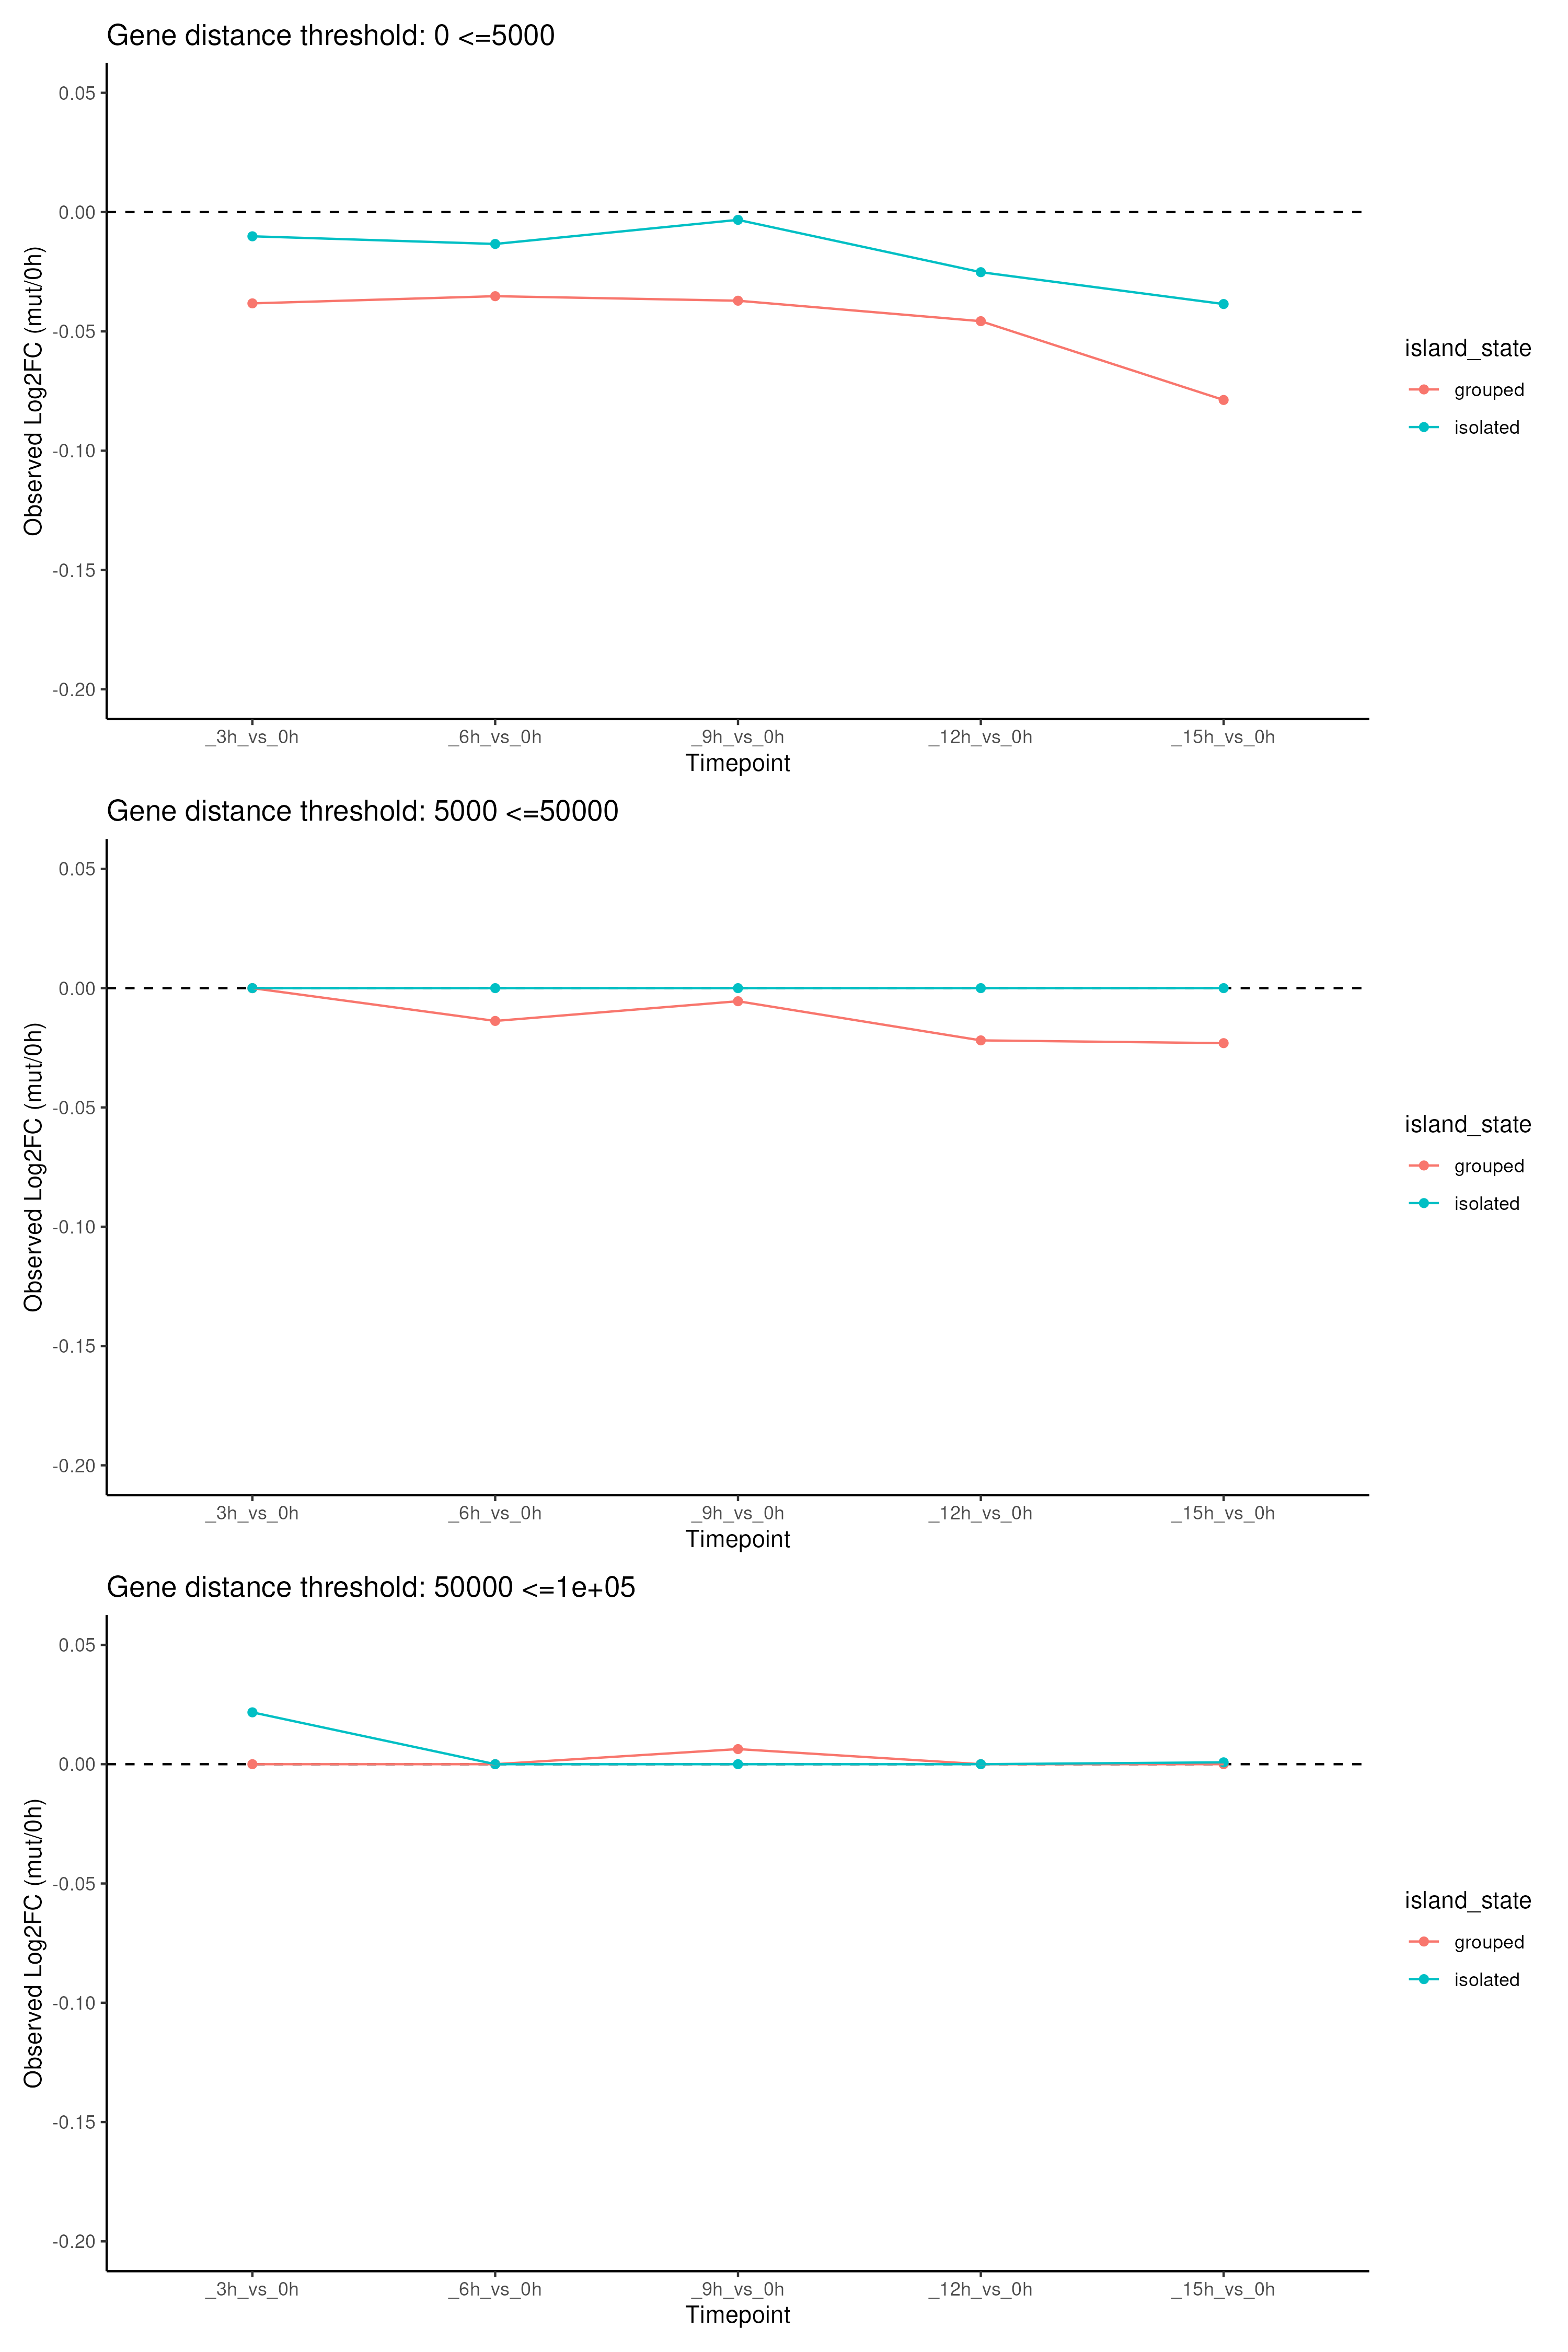 Gene distance threshold: 0 <=5000
Observed Log2FC (mut/0h)
0.05
0.00
-0.05
-0.10
-0.15
-0.20
_3h_vs_0h
_6h_vs_0h
_9h_vs_0h
_12h_vs_0h
_15h_vs_0h
Timepoint
island_state
grouped
isolated
Gene distance threshold: 5000 <=50000
Observed Log2FC (mut/0h)
0.05
0.00
-0.05
-0.10
-0.15
-0.20
_3h_vs_0h
_6h_vs_0h
_9h_vs_0h
_12h_vs_0h
_15h_vs_0h
Timepoint
island_state
grouped
isolated
Gene distance threshold: 50000 <=1e+05
Observed Log2FC (mut/0h)
0.05
0.00
-0.05
-0.10
-0.15
-0.20
_3h_vs_0h
_6h_vs_0h
_9h_vs_0h
_12h_vs_0h
_15h_vs_0h
Timepoint
island_state
grouped
isolated